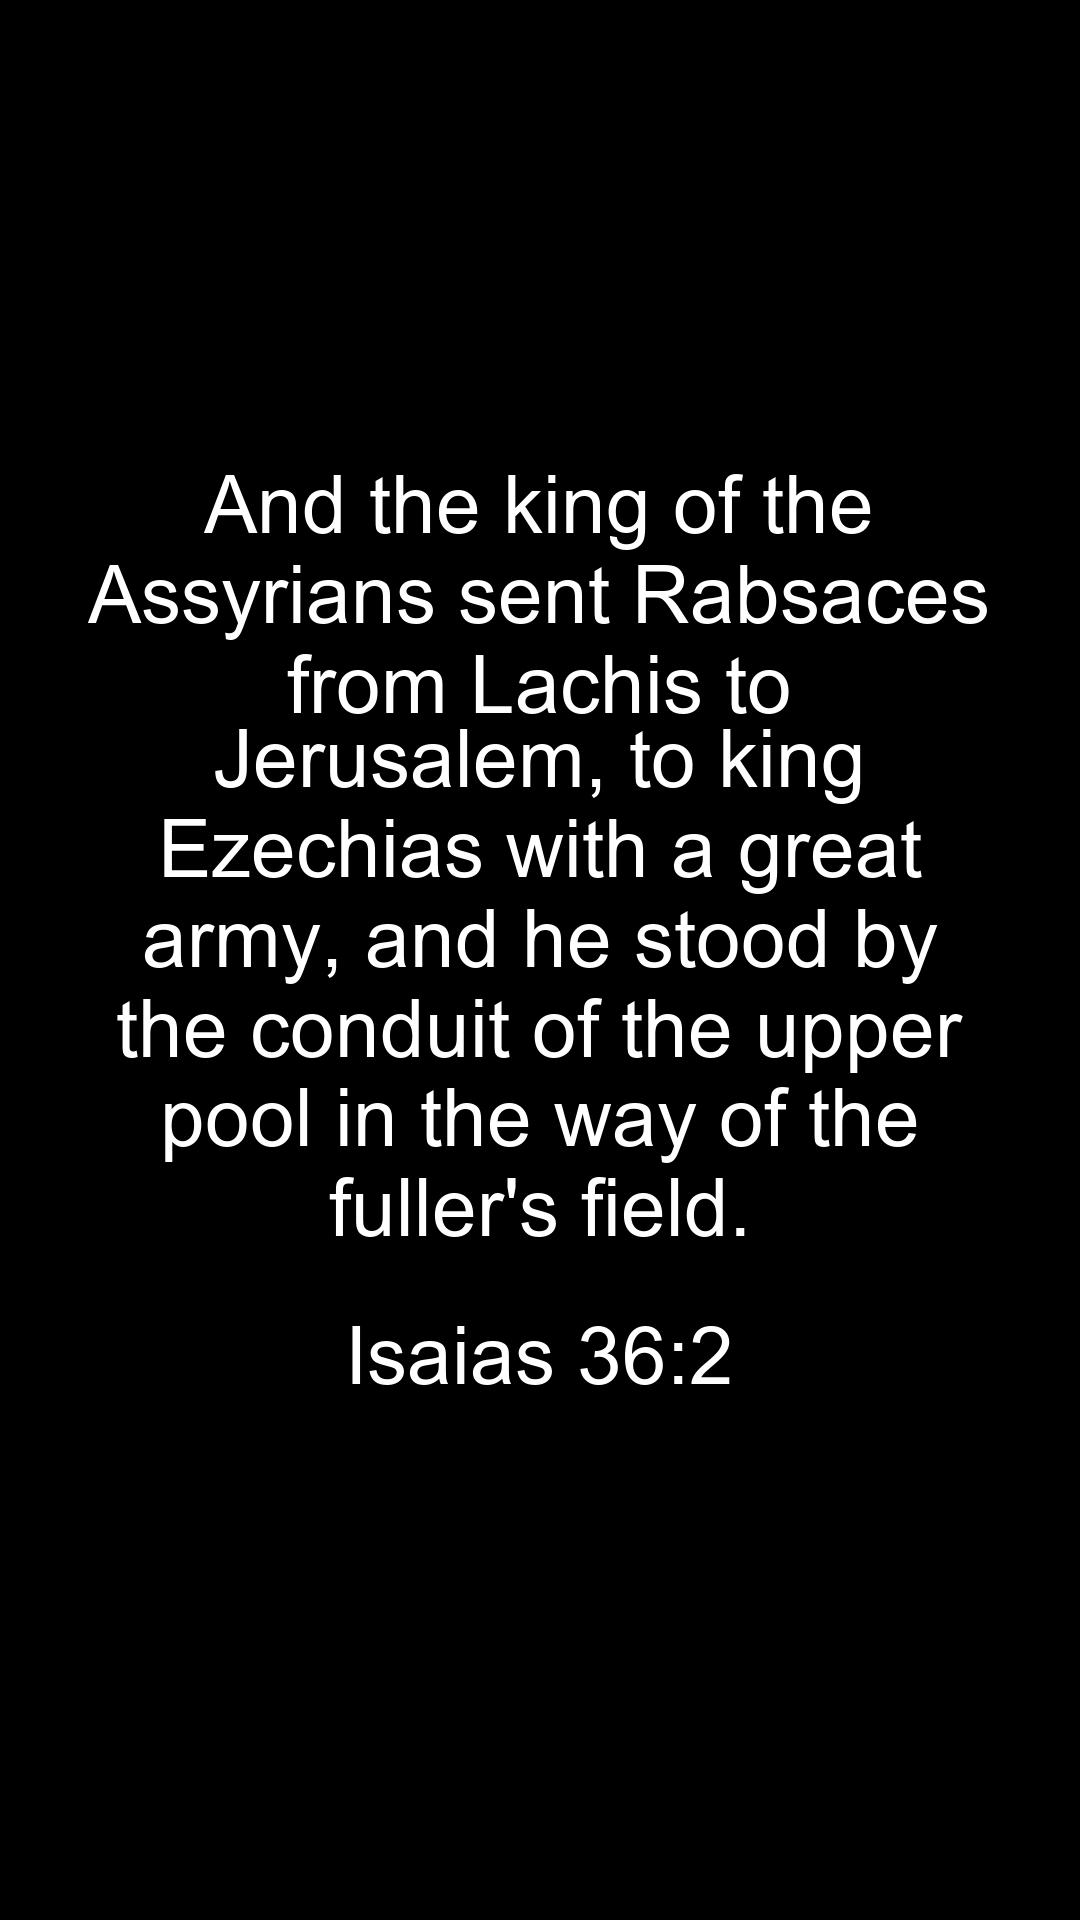 And the king of the
Assyrians sent Rabsaces
from Lachis to
Jerusalem, to king
Ezechias with a great
army, and he stood by
the conduit of the upper
pool in the way of the
fuller's field.
Isaias 36:2